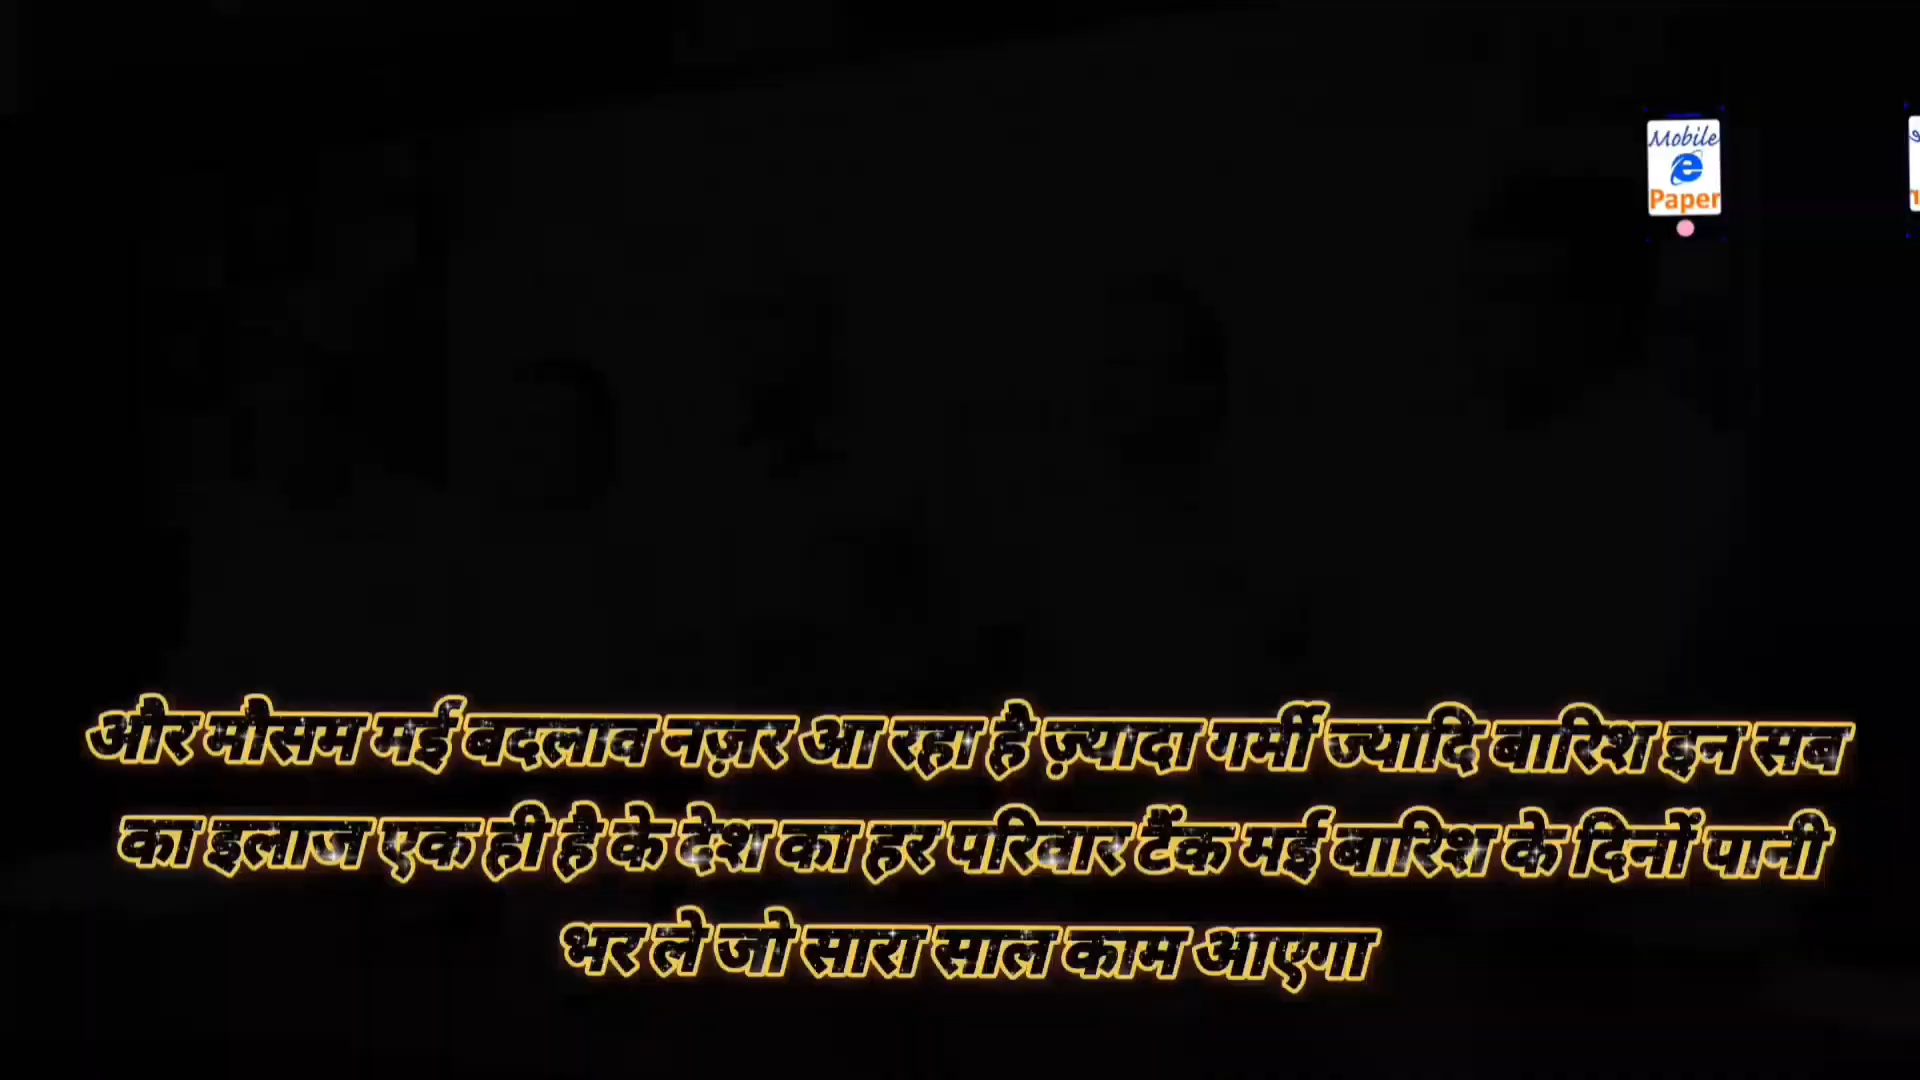 Mobile
e
Paper
और मौसम मई बदलाव नज़र आ रहा है ज़्यादा गर्मी ज्यादि बारिश इन सब
का इलाज एक ही है के देश का हर परिवार टैंक मई बारिश के दिनों पानी
भर ले जो सारा साल काम आएगा